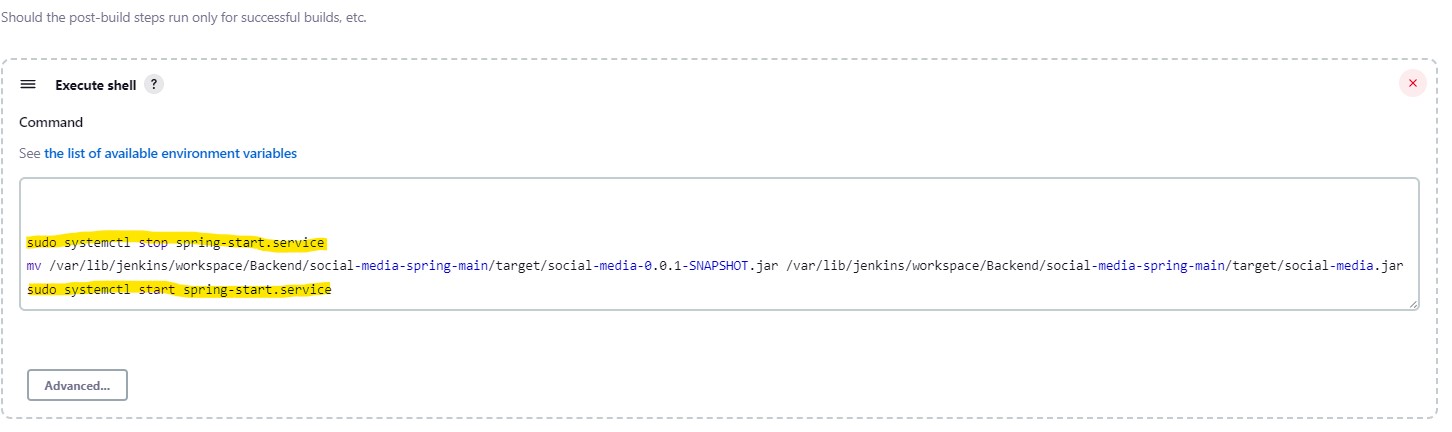 Should the post-build steps run only for successful builds, etc.
Execute shell ?
Command
See the list of available environment variables
sudo systemctl stop spring-start.service
mv /var/lib/jenkins/workspace/Backend/social-media-spring-main/target/social-media-0.0.1-SNAPSHOT.jar /var/lib/jenkins/workspace/Backend/social-media-spring-main/target/social-media.jar
sudo systemctl start spring-start.service
Advanced...